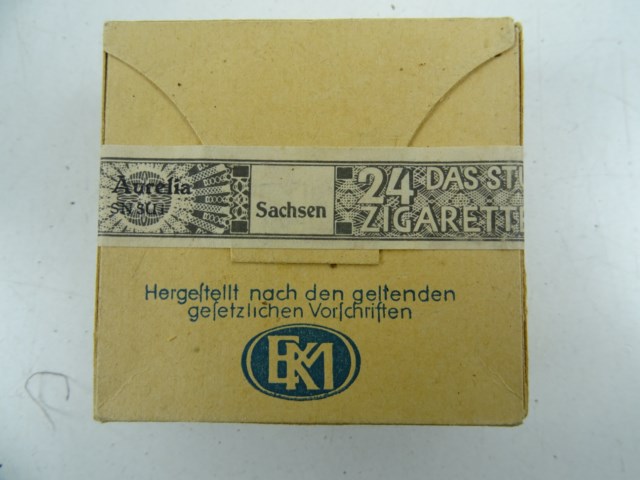 Aurelia
Sachsen
24 DAS ST
ZIGARETT
Hergeſtellt nach den geltenden
geſetzlichen Vorſchriften
EKM